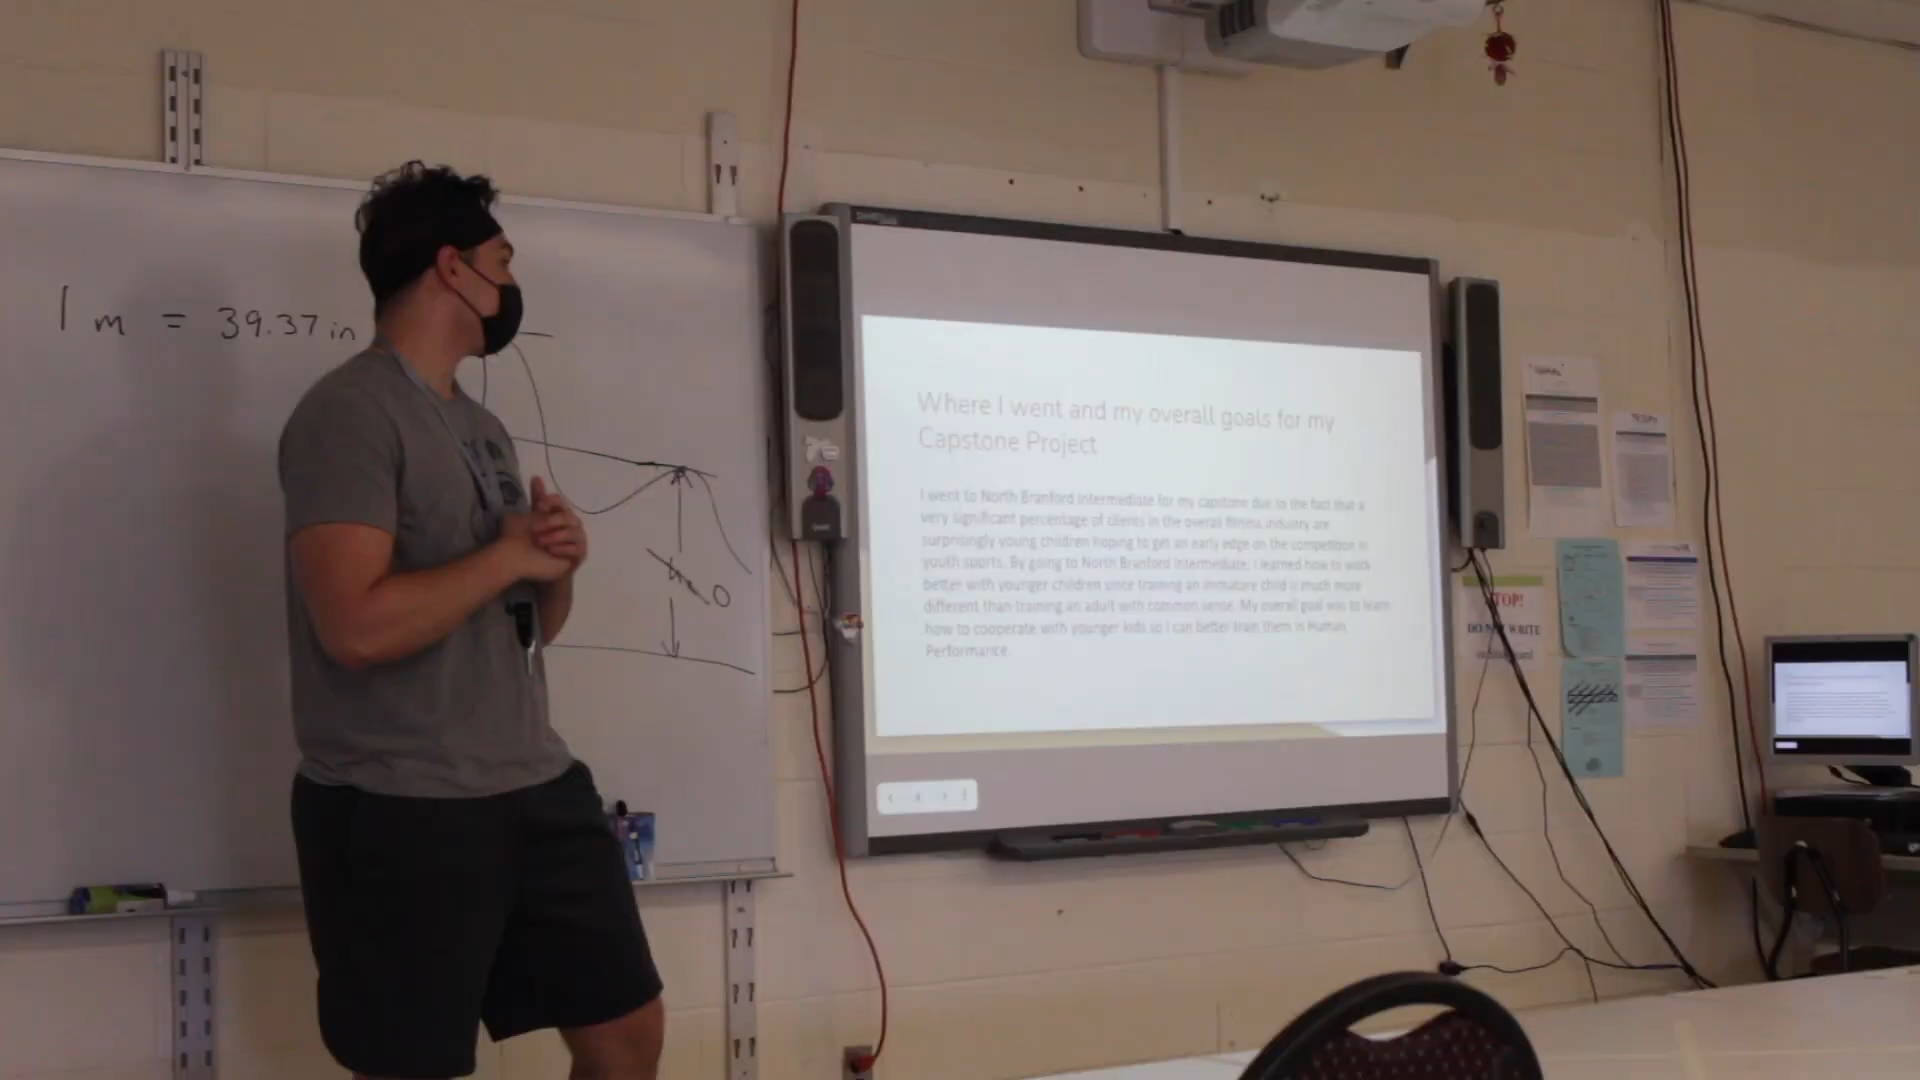 1 m = 39.37 in
Where I went and my overall goals for my
Capstone Project
I went to North Branford Intermediate for my capstone due to the fact that a
very significant percentage of clients in the overall fitness industry are
surprisingly young children hoping to get an early edge on the competition in
youth sports. By going to North Branford Intermediate, I learned how to work
better with younger children since training an immature child is much more
different than training an adult with common sense. My overall goal was to learn
how to cooperate with younger kids so I can better train them in Human
Performance.
STOP!
DO NOT WRITE